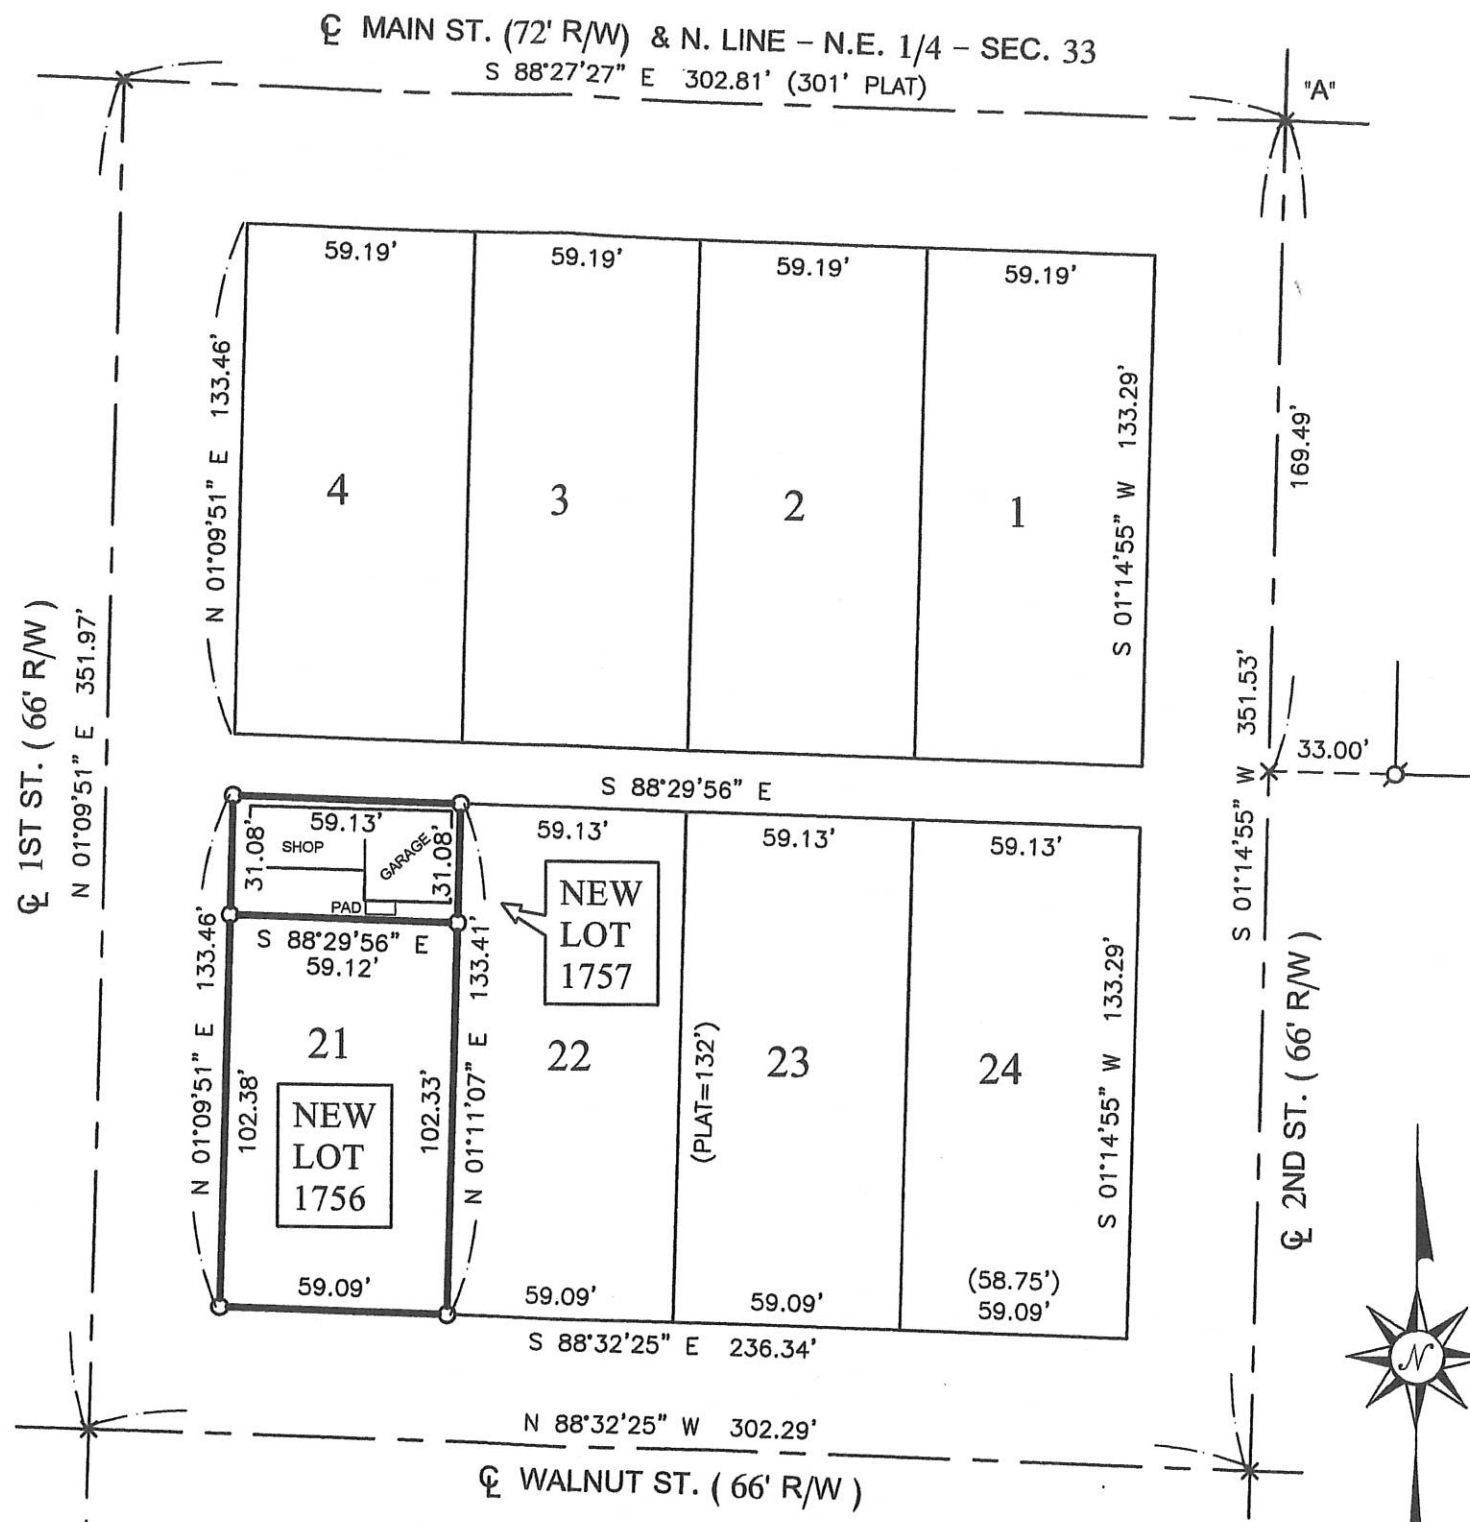 ℄ MAIN ST. (72' R/W) & N. LINE – N.E. 1/4 – SEC. 33
S 88°27'27" E 302.81' (301' PLAT)
"A"
59.19'
59.19'
59.19'
59.19'
N 01°09'51" E 133.46'
4
3
2
1
S 01°14'55" W 133.29'
169.49'
℄ 1ST ST. ( 66' R/W )
N 01°09'51" E 351.97'
S 01°14'55" W 351.53'
33.00'
S 88°29'56" E
59.13'
59.13'
59.13'
59.13'
31.08'
SHOP
GARAGE
31.08'
PAD
NEW
LOT
1757
S 88°29'56" E
59.12'
N 01°09'51" E 133.46'
102.38'
21
NEW
LOT
1756
102.33'
N 01°11'07" E 133.41'
22
(PLAT=132')
23
24
S 01°14'55" W 133.29'
℄ 2ND ST. ( 66' R/W )
59.09'
59.09'
59.09'
(58.75')
59.09'
S 88°32'25" E 236.34'
N
N 88°32'25" W 302.29'
℄ WALNUT ST. ( 66' R/W )